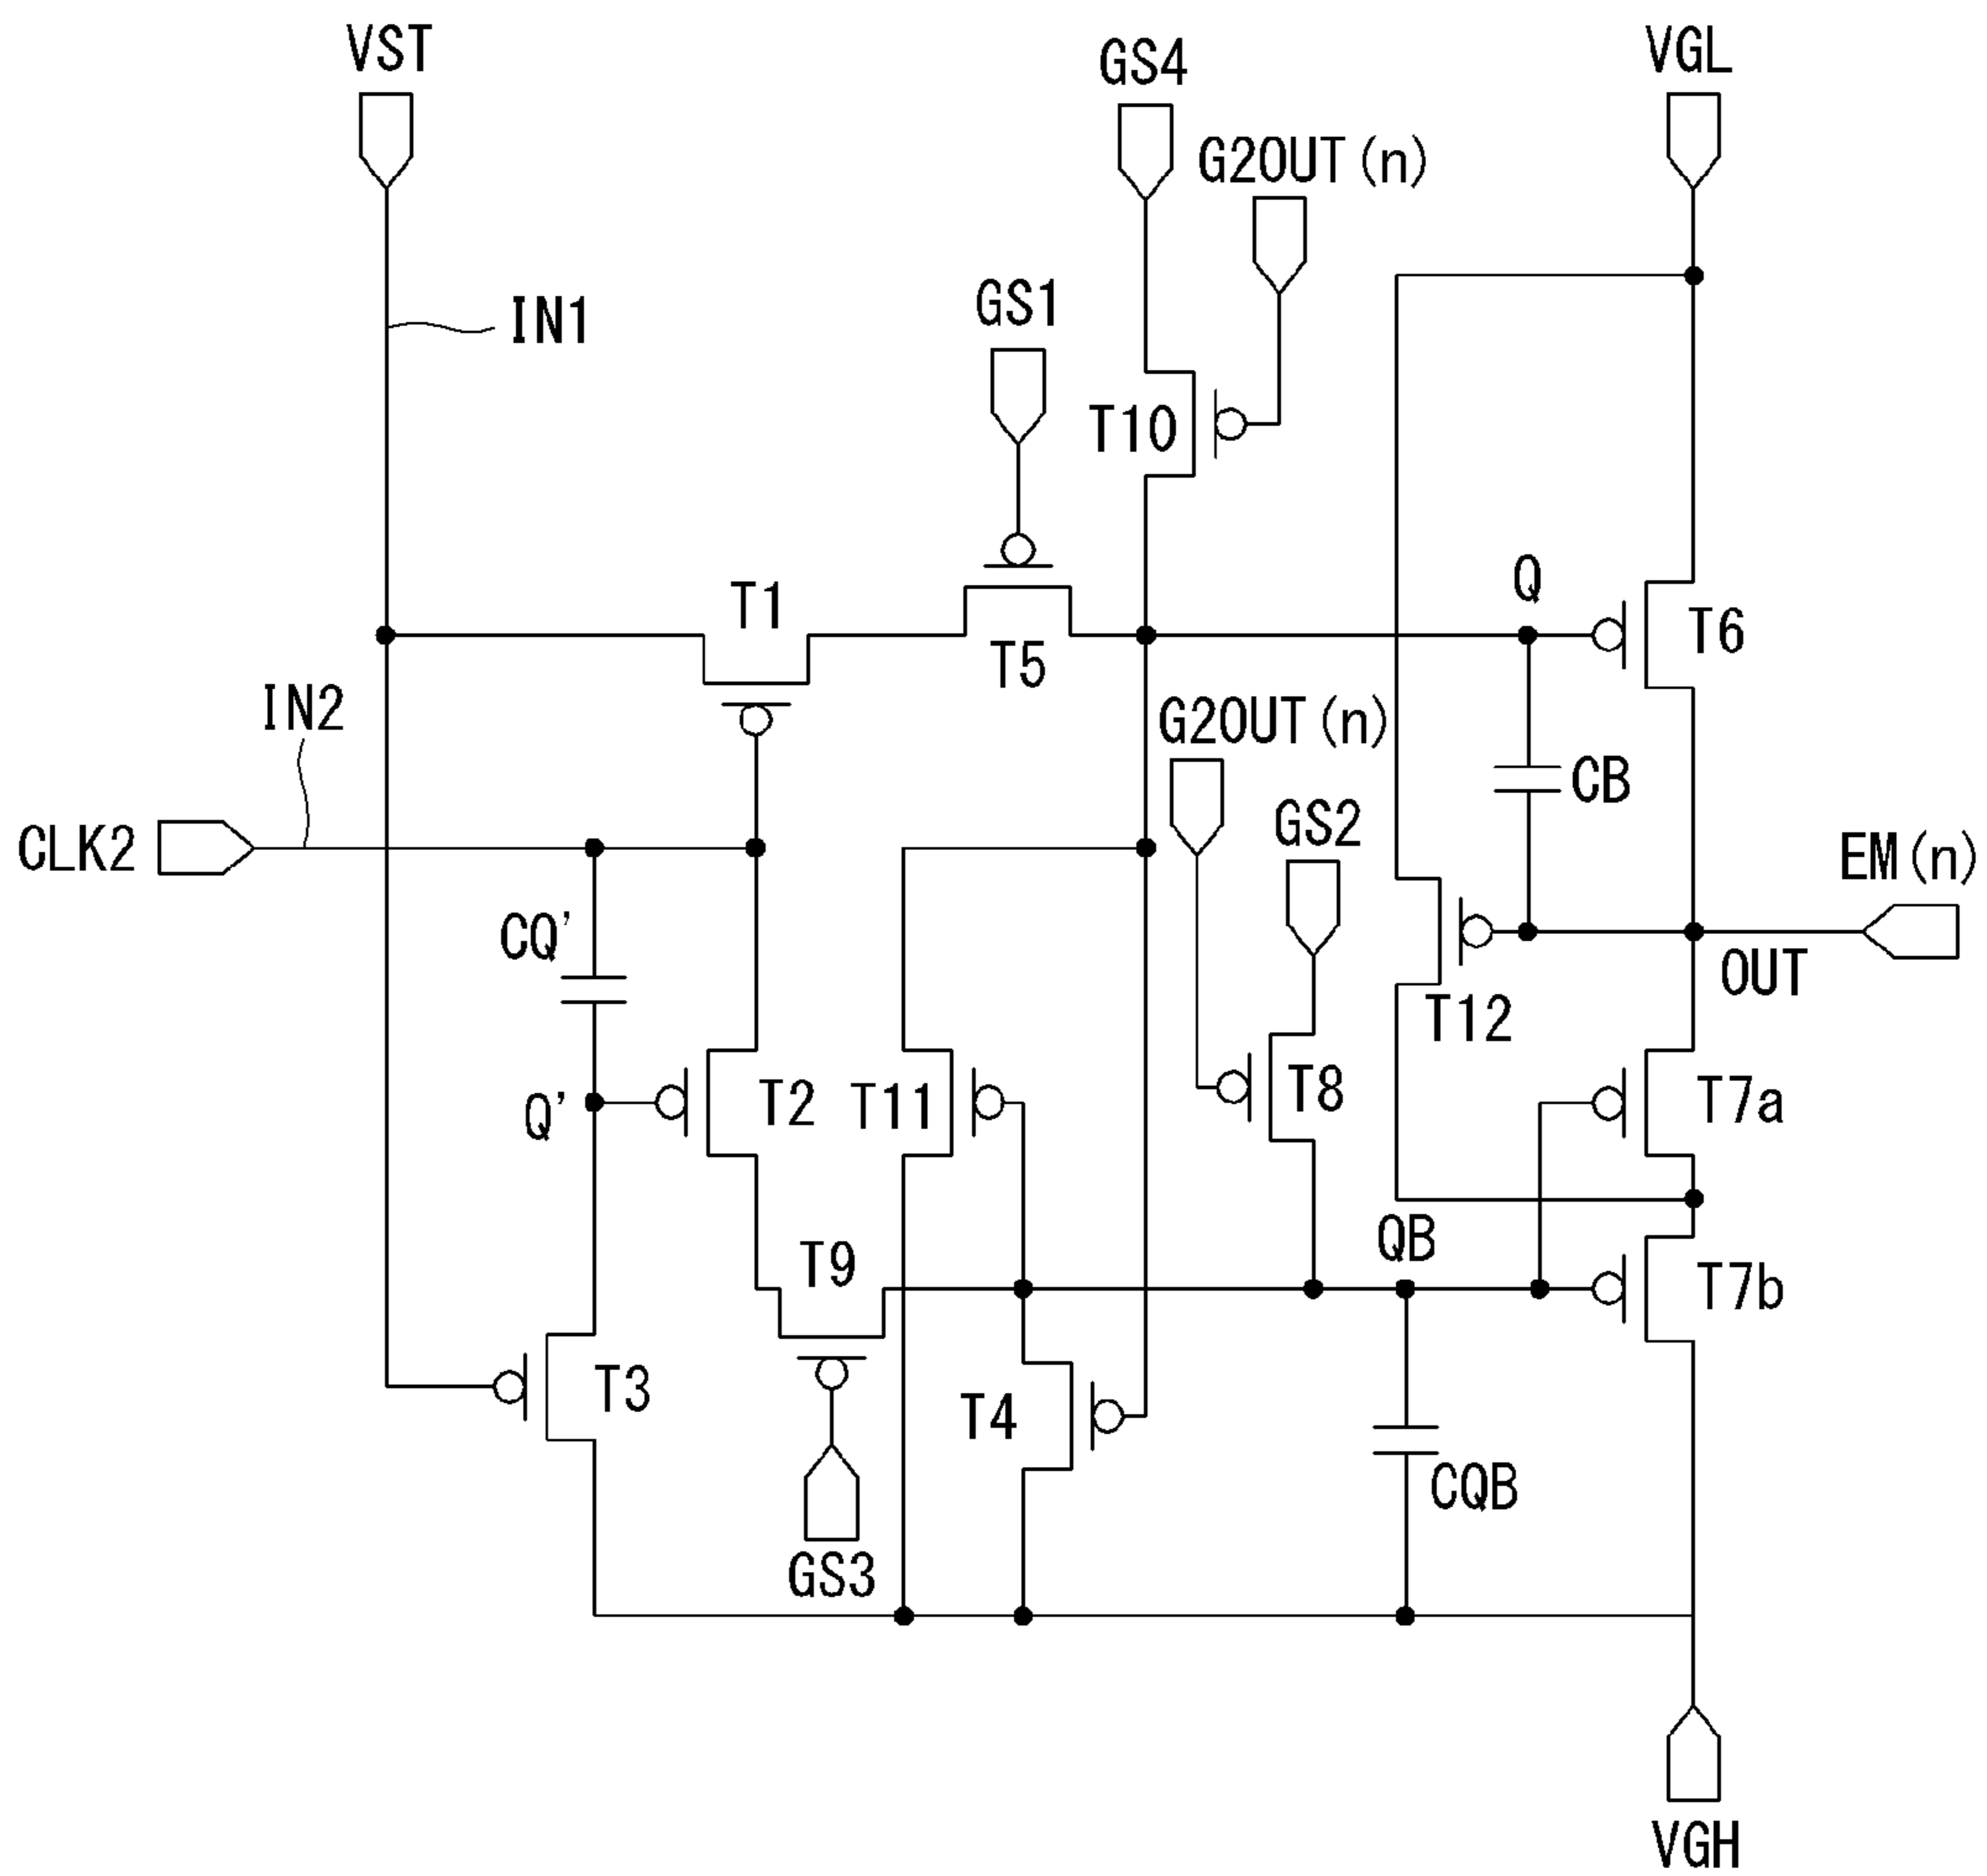 VST
GS4
VGL
G2OUT(n)
GS1
IN1
T10
Q
T1
T6
T5
IN2
G2OUT(n)
CB
GS2
CLK2
EM(n)
CQ'
OUT
T12
T2
T11
T8
T7a
Q'
QB
T9
T7b
T3
T4
CQB
GS3
VGH